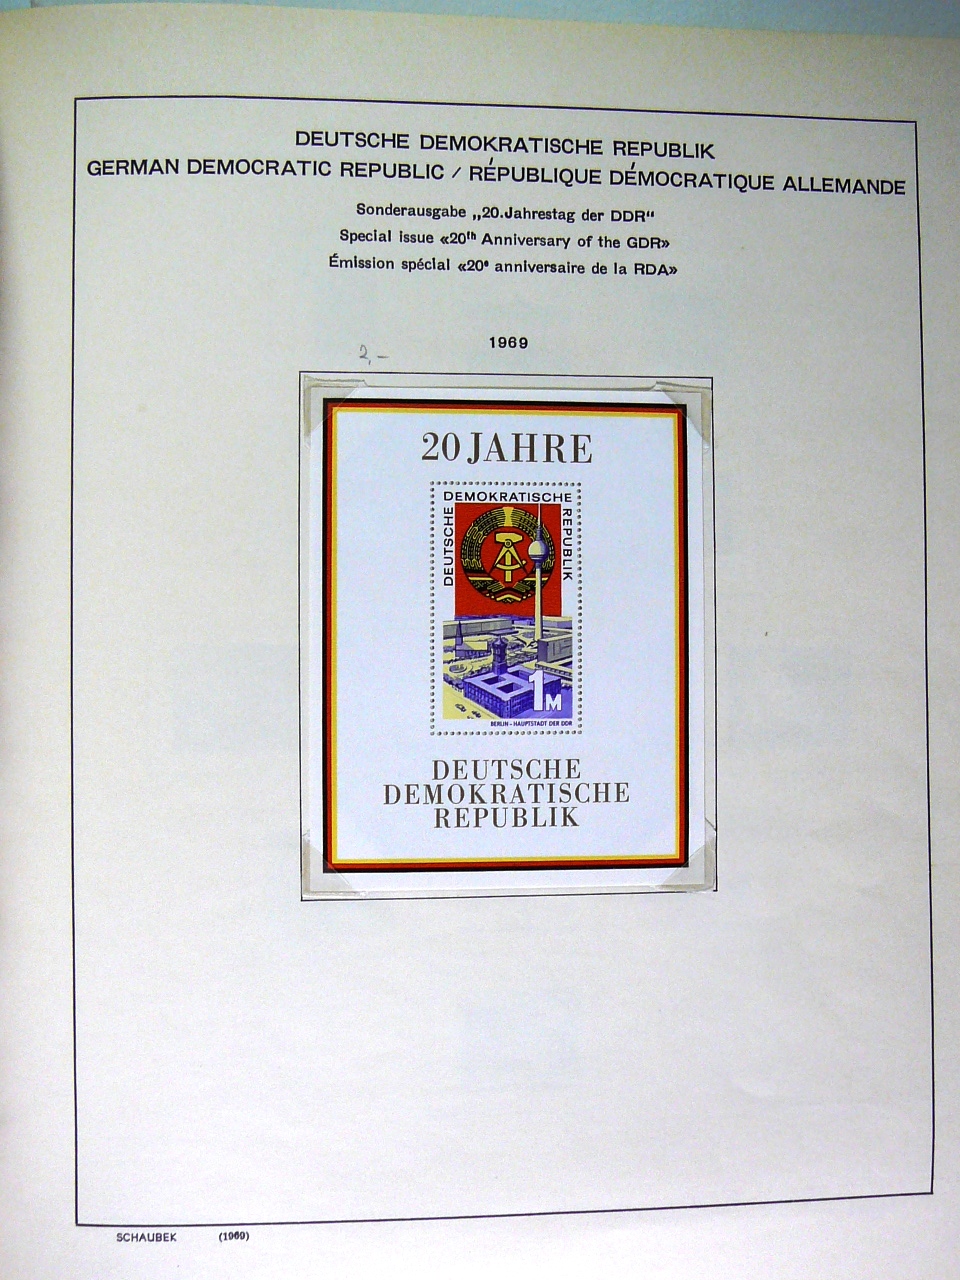 DEUTSCHE DEMOKRATISCHE REPUBLIK
GERMAN DEMOCRATIC REPUBLIC / RÉPUBLIQUE DÉMOCRATIQUE ALLEMANDE
Sonderausgabe „20.Jahrestag der DDR“
Special issue «20th Anniversary of the GDR»
Émission spécial «20e anniversaire de la RDA»
1969
2,–
20 JAHRE
DEUTSCHE
DEMOKRATISCHE
REPUBLIK
1M
BERLIN – HAUPTSTADT DER DDR
DEUTSCHE
DEMOKRATISCHE
REPUBLIK
SCHAUBEK (1969)